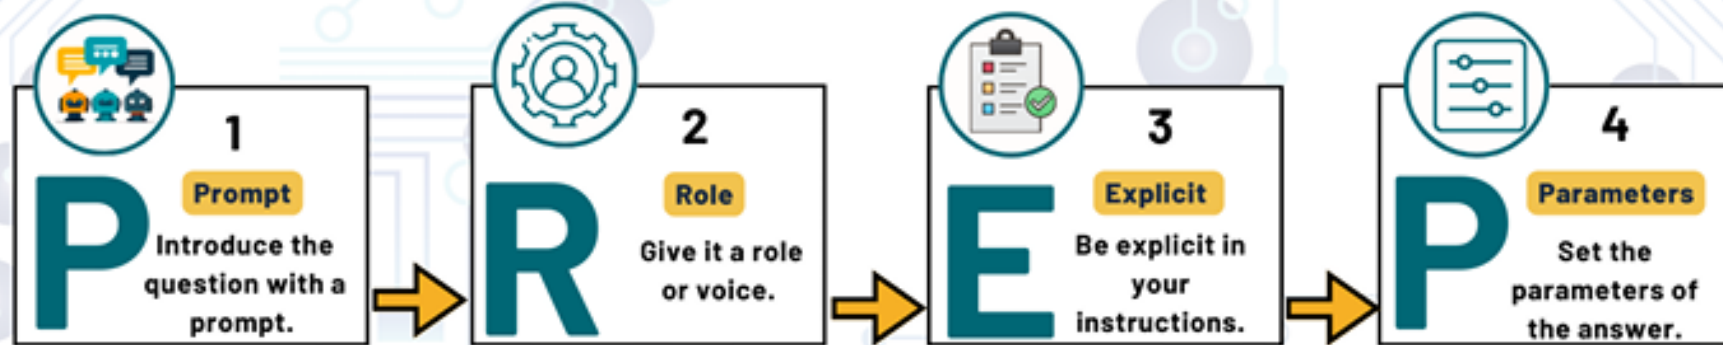 1
P
Prompt
Introduce the
question with a
prompt.
2
R
Role
Give it a role
or voice.
3
E
Explicit
Be explicit in
your
instructions.
4
P
Parameters
Set the
parameters of
the answer.